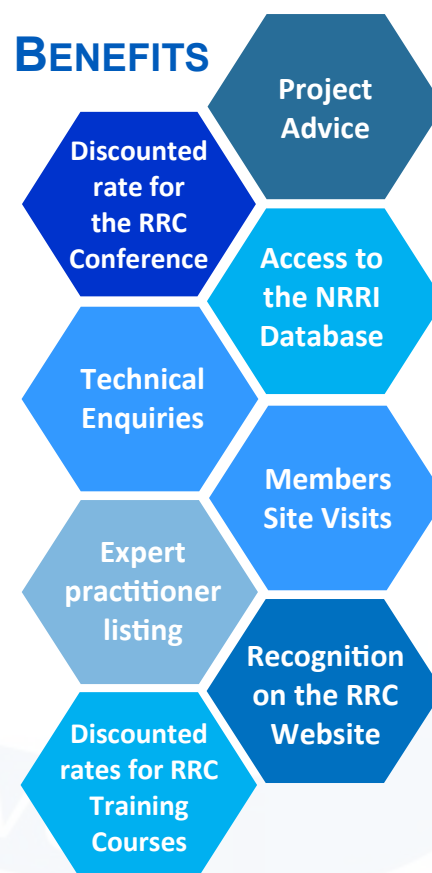 BENEFITS
Project
Advice
Discounted
rate for
the RRC
Conference
Access to
the NRRI
Database
Technical
Enquiries
Members
Site Visits
Expert
practitioner
listing
Recognition
on the RRC
Website
Discounted
rates for RRC
Training
Courses